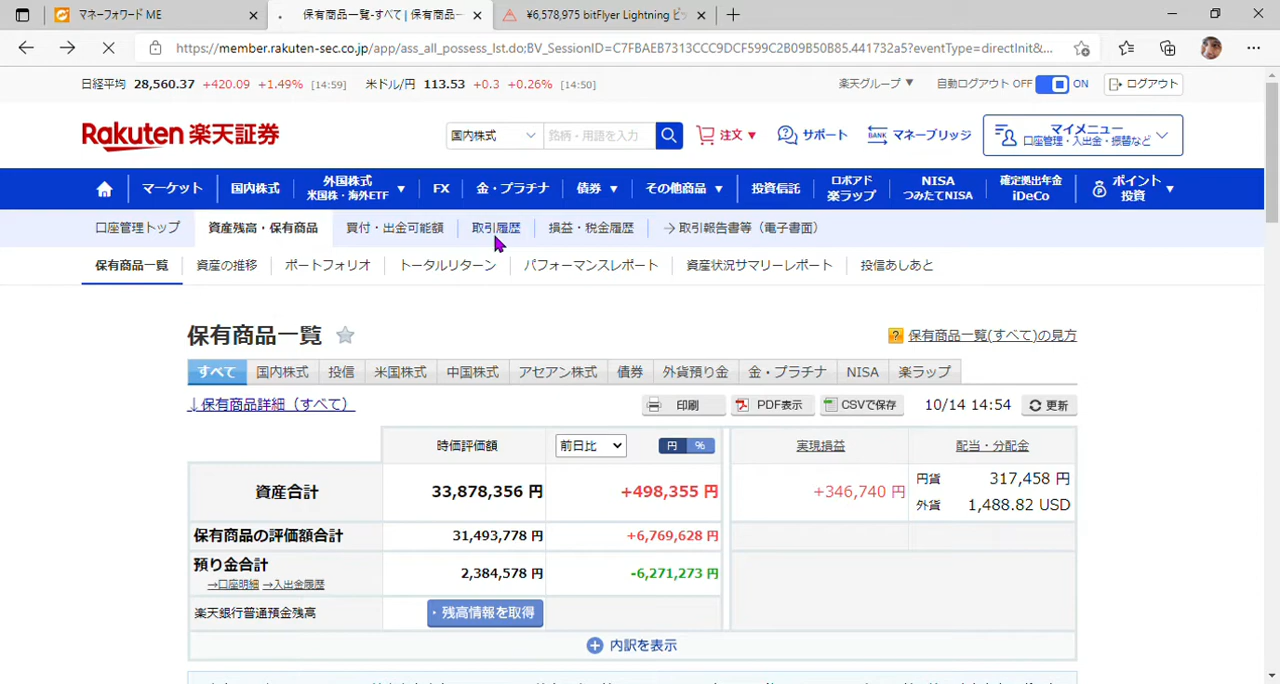 マネーフォワード ME
保有商品一覧-すべて | 保有商品一
¥6,578,975 bitFlyer Lightning ビッ
https://member.rakuten-sec.co.jp/app/ass_all_possess_lst.do;BV_SessionID=C7FBAEB7313CCC9DCF599C2B09B50B85.441732a5?eventType=directInit&...
日経平均 28,560.37 +420.09 +1.49% [14:59] 米ドル/円 113.53 +0.3 +0.26% [14:50] 楽天グループ ▼ 自動ログアウト OFF ON ログアウト
Rakuten 楽天証券
国内株式 銘柄・用語を入力 注文 ▼ サポート BANK マネーブリッジ マイメニュー
口座管理・入出金・振替など
マーケット 国内株式 外国株式 米国株・海外ETF ▼ FX 金・プラチナ 債券 ▼ その他商品 ▼ 投資信託 ロボアド 楽ラップ NISA つみたてNISA 確定拠出年金 iDeCo ポイント 投資 ▼
口座管理トップ 資産残高・保有商品 買付・出金可能額 取引履歴 損益・税金履歴 →取引報告書等（電子書面）
保有商品一覧 資産の推移 ポートフォリオ トータルリターン パフォーマンスレポート 資産状況サマリーレポート 投信あしあと
保有商品一覧 ? 保有商品一覧(すべて)の見方
すべて 国内株式 投信 米国株式 中国株式 アセアン株式 債券 外貨預り金 金・プラチナ NISA 楽ラップ
↓保有商品詳細（すべて） 印刷 PDF表示 CSVで保存 10/14 14:54 更新
時価評価額 前日比 円 % 実現損益 配当・分配金
資産合計 33,878,356 円 +498,355 円 +346,740 円 円貨 317,458 円
外貨 1,488.82 USD
保有商品の評価額合計 31,493,778 円 +6,769,628 円
預り金合計 2,384,578 円 -6,271,273 円
→口座明細 →入出金履歴
楽天銀行普通預金残高 残高情報を取得
内訳を表示